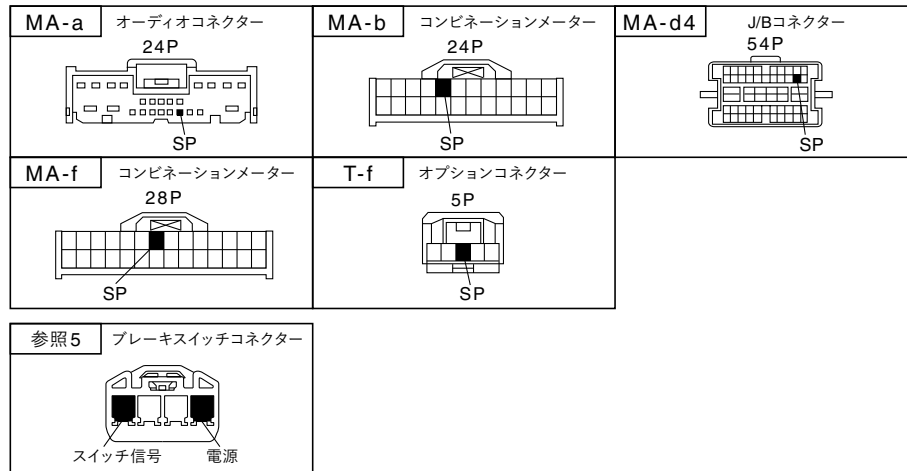 MA-a オーディオコネクター
24P
SP
MA-b コンビネーションメーター
24P
SP
MA-d4 J/Bコネクター
54P
SP
MA-f コンビネーションメーター
28P
SP
T-f オプションコネクター
5P
SP
参照5 ブレーキスイッチコネクター
スイッチ信号 電源